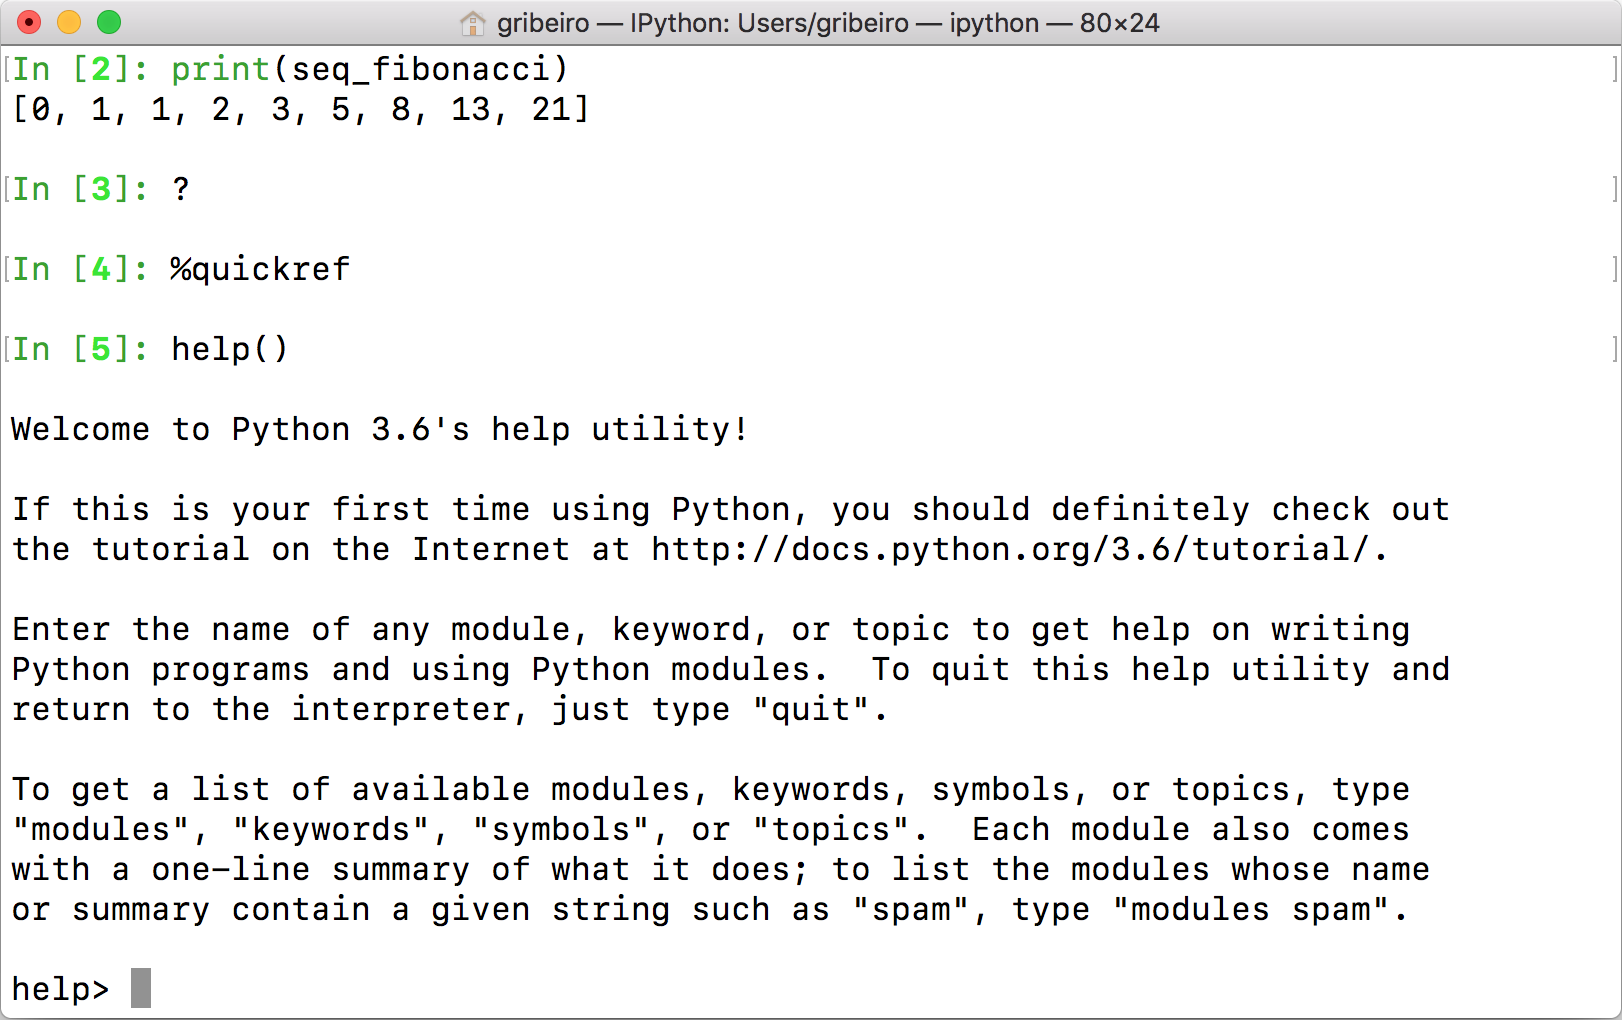 gribeiro — IPython: Users/gribeiro — ipython — 80×24
In [2]: print(seq_fibonacci)
[0, 1, 1, 2, 3, 5, 8, 13, 21]
In [3]: ?
In [4]: %quickref
In [5]: help()
Welcome to Python 3.6's help utility!
If this is your first time using Python, you should definitely check out
the tutorial on the Internet at http://docs.python.org/3.6/tutorial/.
Enter the name of any module, keyword, or topic to get help on writing
Python programs and using Python modules.  To quit this help utility and
return to the interpreter, just type "quit".
To get a list of available modules, keywords, symbols, or topics, type
"modules", "keywords", "symbols", or "topics".  Each module also comes
with a one-line summary of what it does; to list the modules whose name
or summary contain a given string such as "spam", type "modules spam".
help>